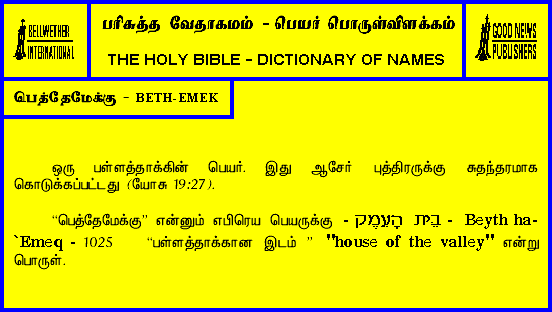 BELLWETHER
INTERNATIONAL
பரிசுத்த வேதாகமம் - பெயர் பொருள்விளக்கம்
THE HOLY BIBLE - DICTIONARY OF NAMES
GOOD NEWS
PUBLISHERS
பெத்தேமேக்கு - BETH-EMEK
ஒரு பள்ளத்தாக்கின் பெயர். இது ஆசேர் புத்திரருக்கு சுதந்தரமாக
கொடுக்கப்பட்டது (யோசு 19:27).
“பெத்தேமேக்கு” என்னும் எபிரெய பெயருக்கு - בֵּית הָעֵמֶק - Beyth ha-
`Emeq - 1025 “பள்ளத்தாக்கான இடம் ” "house of the valley" என்று
பொருள்.